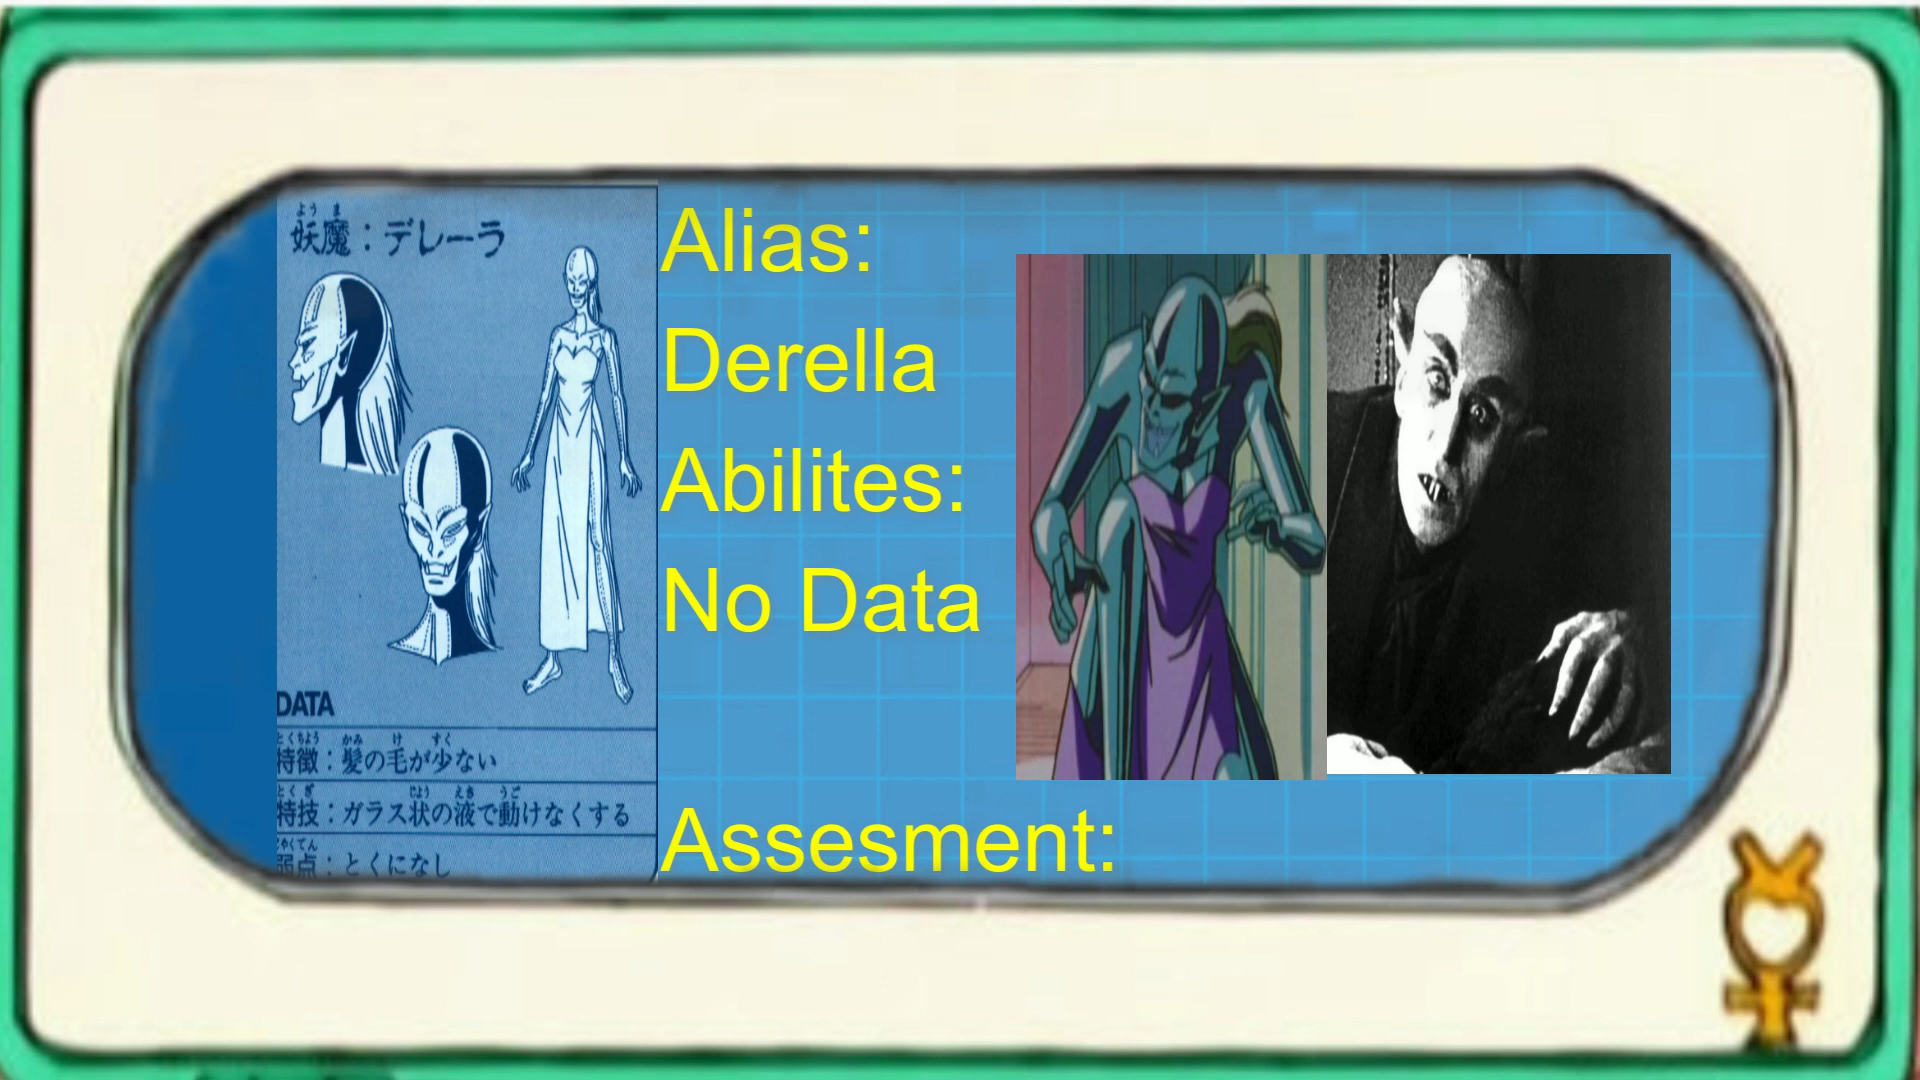 妖魔：デレーラ
DATA
特徴：髪の毛が少ない
特技：ガラス状の液で動けなくする
弱点：とくになし
Alias:
Derella
Abilites:
No Data
Assesment: